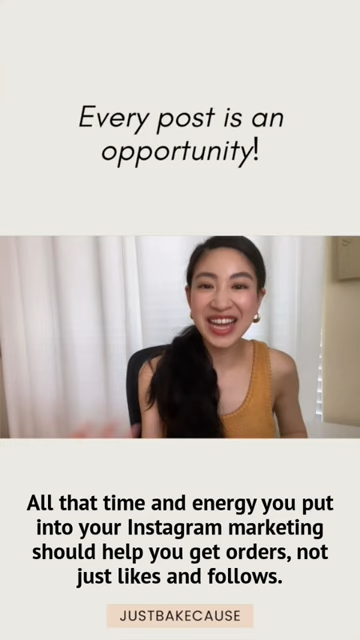 Every post is an
opportunity!
All that time and energy you put
into your Instagram marketing
should help you get orders, not
just likes and follows.
JUSTBAKECAUSE